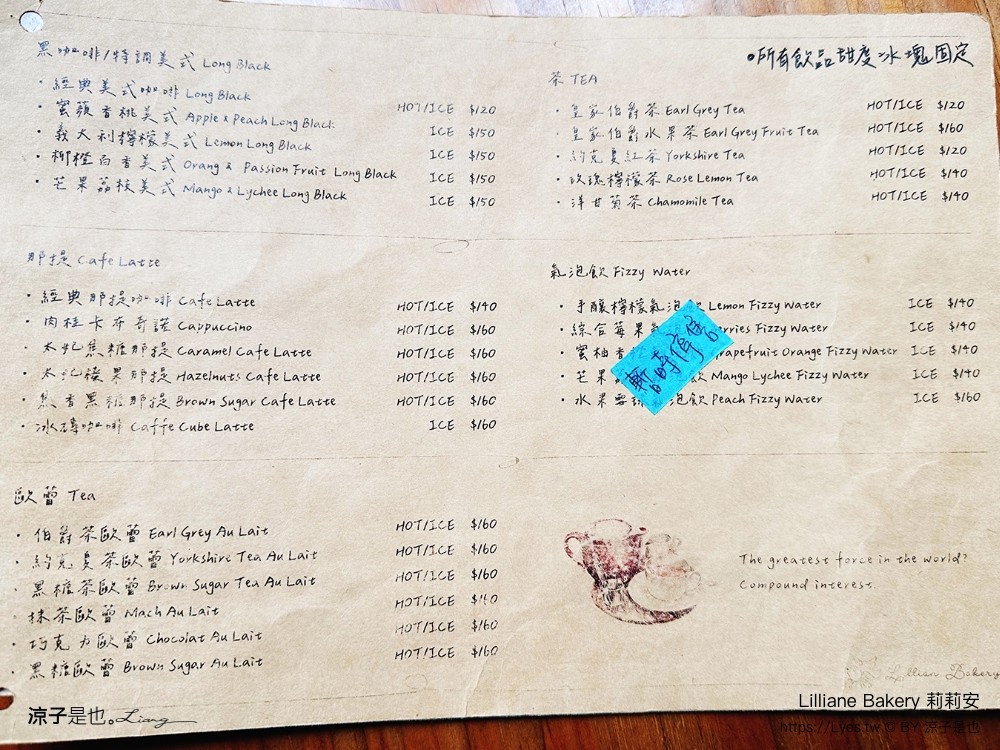 黑咖啡/特調美式 Long Black
· 經典美式咖啡 Long Black HOT/ICE $120
· 蜜蘋香桃美式 Apple & Peach Long Black ICE $150
· 義大利檸檬美式 Lemon Long Black ICE $150
· 柳橙百香美式 Orang & Passion Fruit Long Black ICE $150
· 芒果荔枝美式 Mango & Lychee Long Black ICE $150
那提 Cafe Latte
· 經典那提咖啡 Cafe Latte HOT/ICE $140
· 肉桂卡布奇諾 Cappuccino HOT/ICE $160
· 太妃焦糖那提 Caramel Cafe Latte HOT/ICE $160
· 太妃榛果那提 Hazelnuts Cafe Latte HOT/ICE $160
· 焦香黑糖那提 Brown Sugar Cafe Latte HOT/ICE $160
· 冰磚咖啡 Caffe Cube Latte ICE $160
歐蕾 Tea
· 伯爵茶歐蕾 Earl Grey Au Lait HOT/ICE $160
· 約克夏茶歐蕾 Yorkshire Tea Au Lait HOT/ICE $160
· 黑糖茶歐蕾 Brown Sugar Tea Au Lait HOT/ICE $160
· 抹茶歐蕾 Mach Au Lait HOT/ICE
· 巧克力歐蕾 Chocolat Au Lait HOT/ICE $160
· 黑糖歐蕾 Brown Sugar Au Lait HOT/ICE $160
所有飲品甜度冰塊固定
茶 TEA
· 皇家伯爵茶 Earl Grey Tea HOT/ICE $120
· 皇家伯爵水果茶 Earl Grey Fruit Tea HOT/ICE $160
· 約克夏紅茶 Yorkshire Tea HOT/ICE $120
· 玫瑰檸檬茶 Rose Lemon Tea HOT/ICE $140
· 洋甘菊茶 Chamomile Tea HOT/ICE $140
氣泡飲 Fizzy Water
· 手釀檸檬氣泡飲 Lemon Fizzy Water ICE $140
· 綜合莓果 erries Fizzy Water ICE $140
· 蜜柚香 rapefruit Orange Fizzy Water ICE $140
· 芒果 飲 Mango Lychee Fizzy Water ICE $140
· 水果 泡飲 Peach Fizzy Water ICE $160
暫時停售
The greatest force in the world?
Compound interest
Lillian Bakery
涼子是也。Liang
Lilliane Bakery 莉莉安
https://Lyes.tw © BY 涼子是也